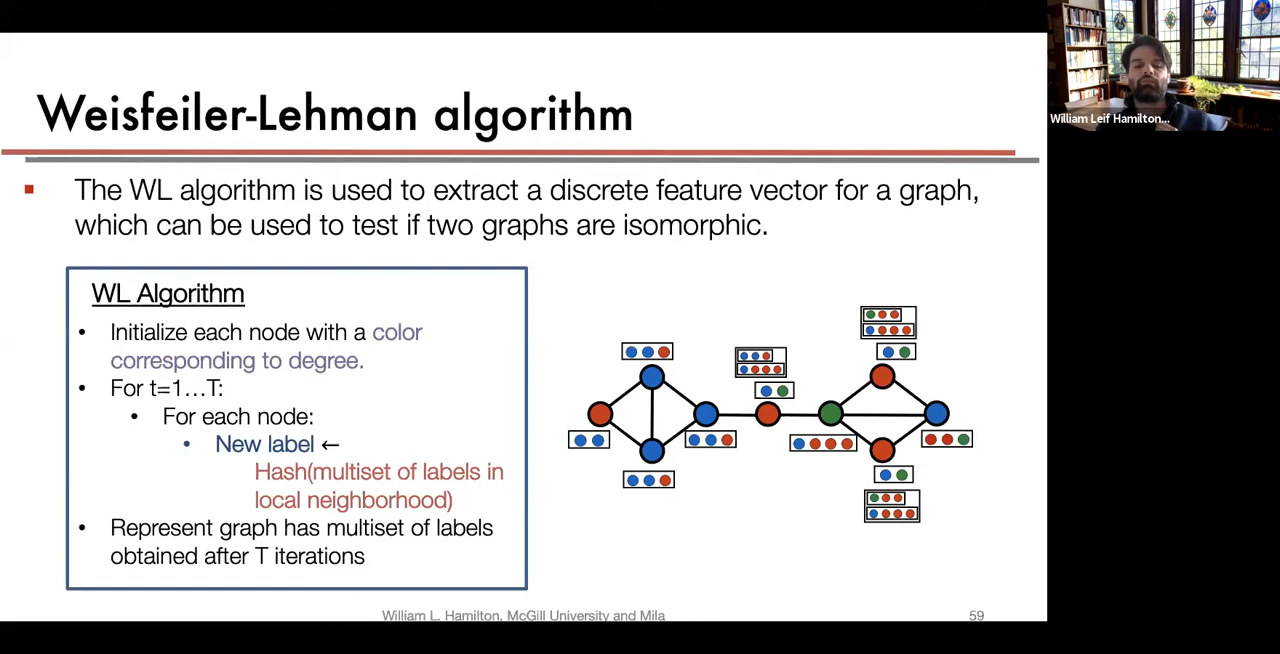 Weisfeiler-Lehman algorithm
The WL algorithm is used to extract a discrete feature vector for a graph,
which can be used to test if two graphs are isomorphic.
WL Algorithm
• Initialize each node with a color
corresponding to degree.
• For t=1…T:
• For each node:
• New label ←
Hash(multiset of labels in
local neighborhood)
• Represent graph has multiset of labels
obtained after T iterations
William L. Hamilton, McGill University and Mila
59
William Leif Hamilton...